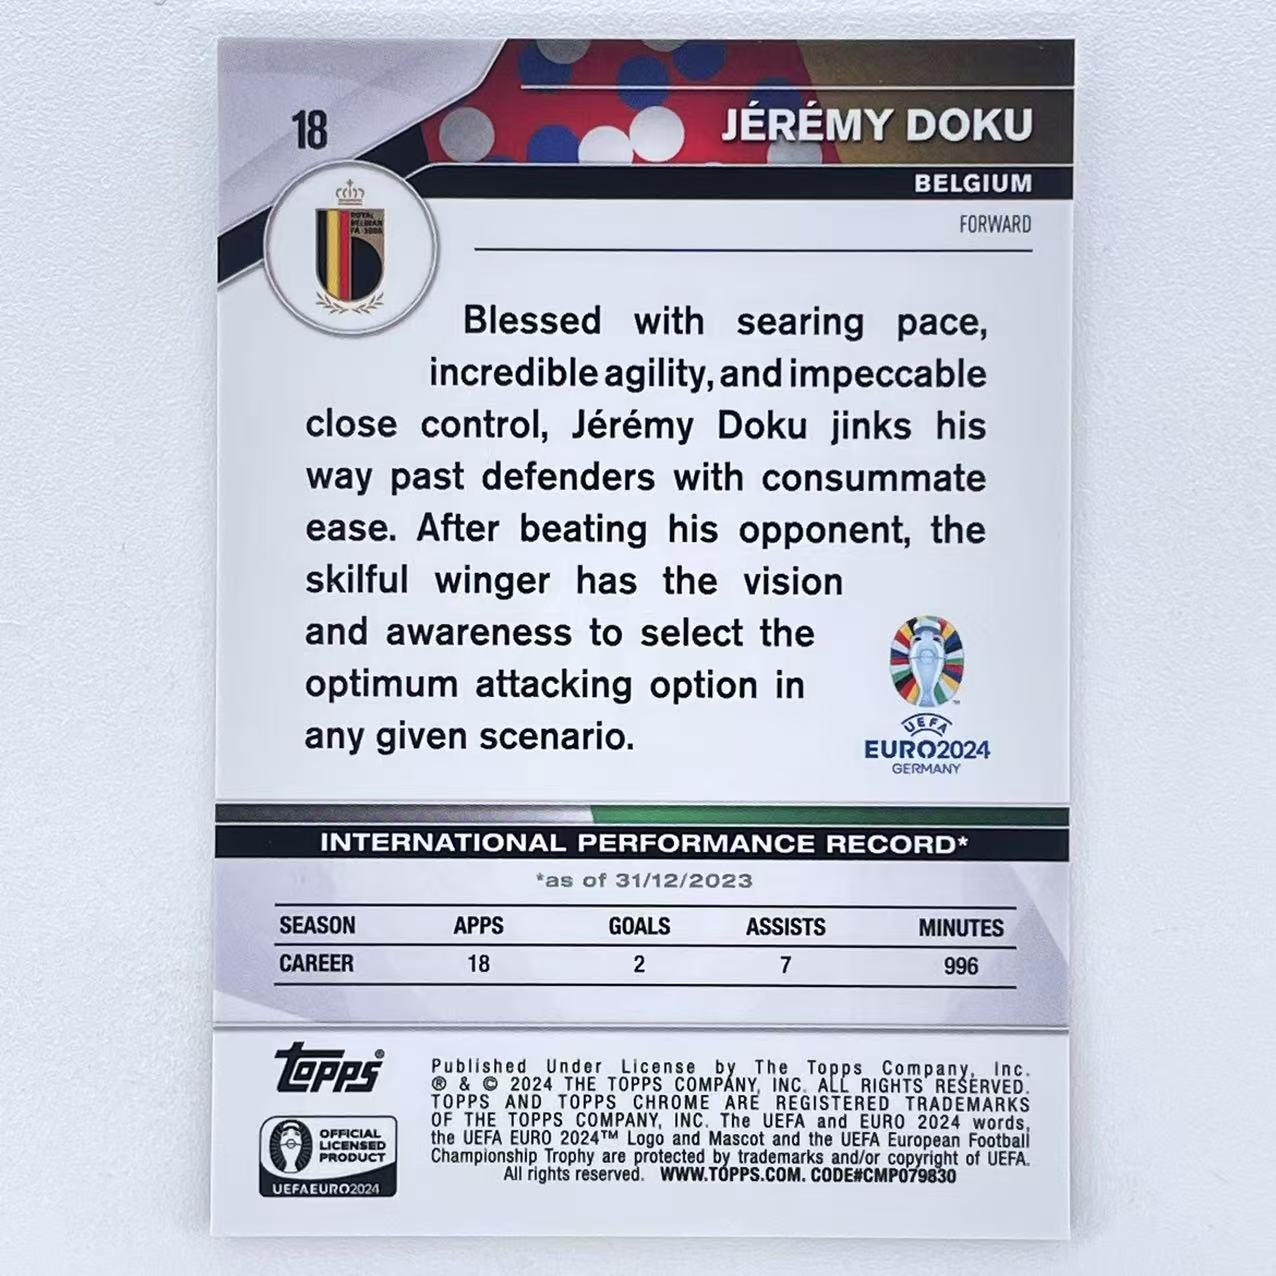 18
JÉRÉMY DOKU
BELGIUM
FORWARD
ROYAL
BELGIAN
FA·1895
Blessed with searing pace,
incredible agility, and impeccable
close control, Jérémy Doku jinks his
way past defenders with consummate
ease. After beating his opponent, the
skilful winger has the vision
and awareness to select the
optimum attacking option in
any given scenario.
UEFA
EURO2024
GERMANY
INTERNATIONAL PERFORMANCE RECORD*
*as of 31/12/2023
SEASON APPS GOALS ASSISTS MINUTES
CAREER 18 2 7 996
Topps®
OFFICIAL
LICENSED
PRODUCT
UEFAEURO2024
Published Under License by The Topps Company, Inc.
® & © 2024 THE TOPPS COMPANY, INC. ALL RIGHTS RESERVED.
TOPPS AND TOPPS CHROME ARE REGISTERED TRADEMARKS
OF THE TOPPS COMPANY, INC. The UEFA and EURO 2024 words,
the UEFA EURO 2024™ Logo and Mascot and the UEFA European Football
Championship Trophy are protected by trademarks and/or copyright of UEFA.
All rights reserved. WWW.TOPPS.COM. CODE#CMP079830